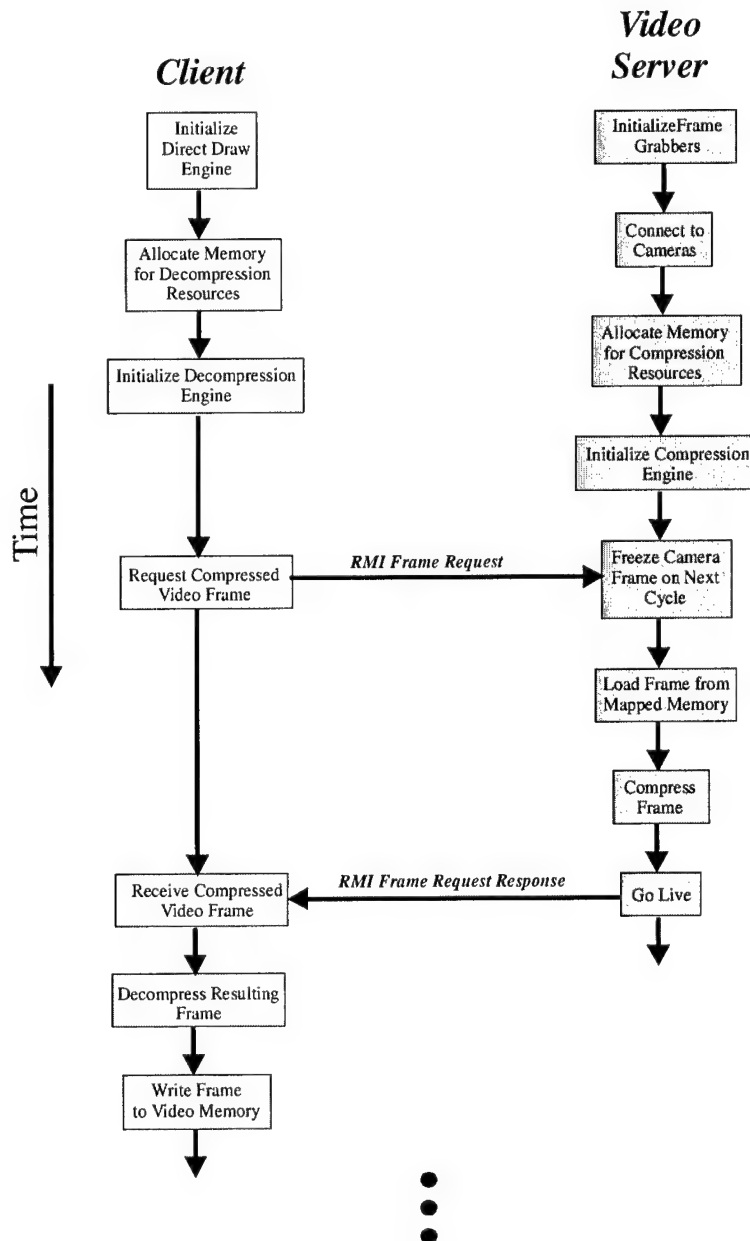 Client
Video
Server
Initialize
Direct Draw
Engine
InitializeFrame
Grabbers
Connect to
Cameras
Allocate Memory
for Decompression
Resources
Allocate Memory
for Compression
Resources
Initialize Decompression
Engine
Initialize Compression
Engine
Time
Request Compressed
Video Frame
RMI Frame Request
Freeze Camera
Frame on Next
Cycle
Load Frame from
Mapped Memory
Compress
Frame
Receive Compressed
Video Frame
RMI Frame Request Response
Go Live
Decompress Resulting
Frame
Write Frame
to Video Memory